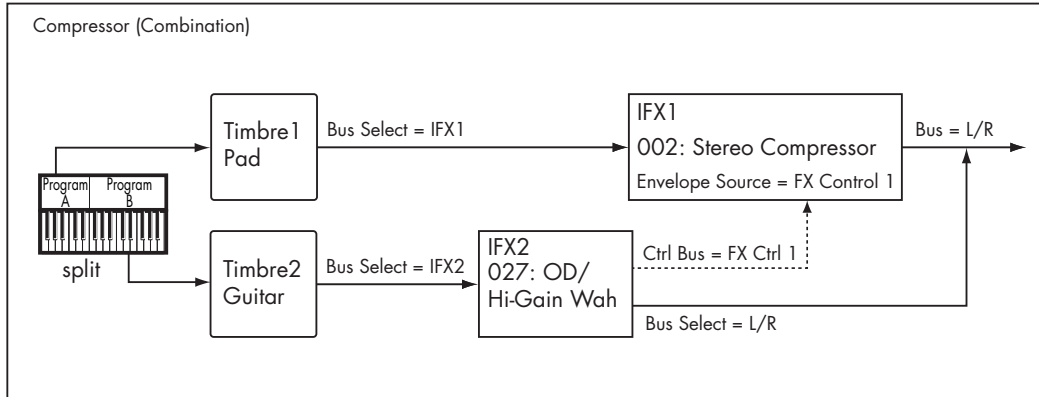 Compressor (Combination)
Timbre1
Pad
Bus Select = IFX1
IFX1
002: Stereo Compressor
Envelope Source = FX Control 1
Bus = L/R
Program
A
Program
B
split
Timbre2
Guitar
Bus Select = IFX2
IFX2
027: OD/
Hi-Gain Wah
Ctrl Bus = FX Ctrl 1
Bus Select = L/R